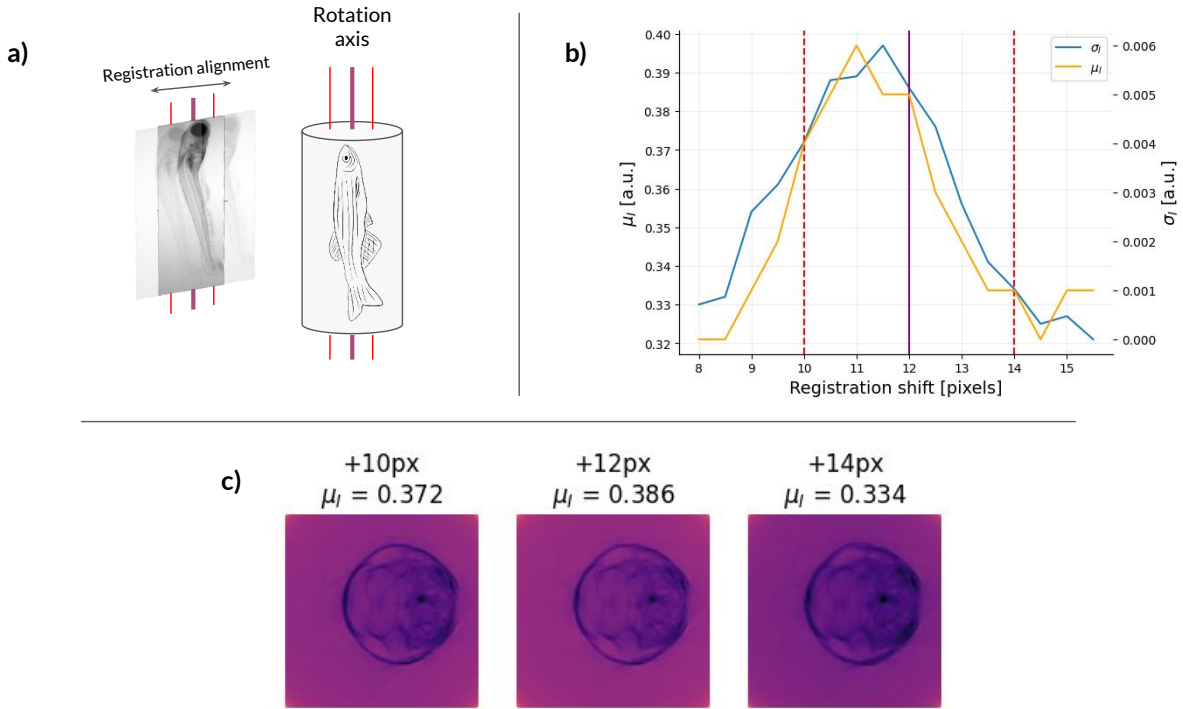 a)
Registration alignment
Rotation
axis
b)
0.40
0.39
0.38
0.37
0.36
0.35
0.34
0.33
0.32
μI [a.u.]
8 9 10 11 12 13 14 15
Registration shift [pixels]
σI
μI
0.006
0.005
0.004
0.003
0.002
0.001
0.000
σI [a.u.]
c)
+10px
μI = 0.372
+12px
μI = 0.386
+14px
μI = 0.334